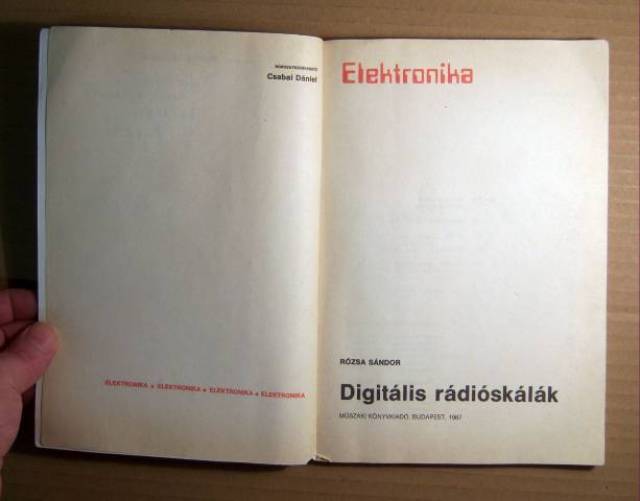 Csabai Dániel
ELEKTRONIKA ● ELEKTRONIKA ● ELEKTRONIKA ● ELEKTRONIKA
Elektronika
RÓZSA SÁNDOR
Digitális rádióskálák
MŰSZAKI KÖNYVKIADÓ, BUDAPEST, 1987